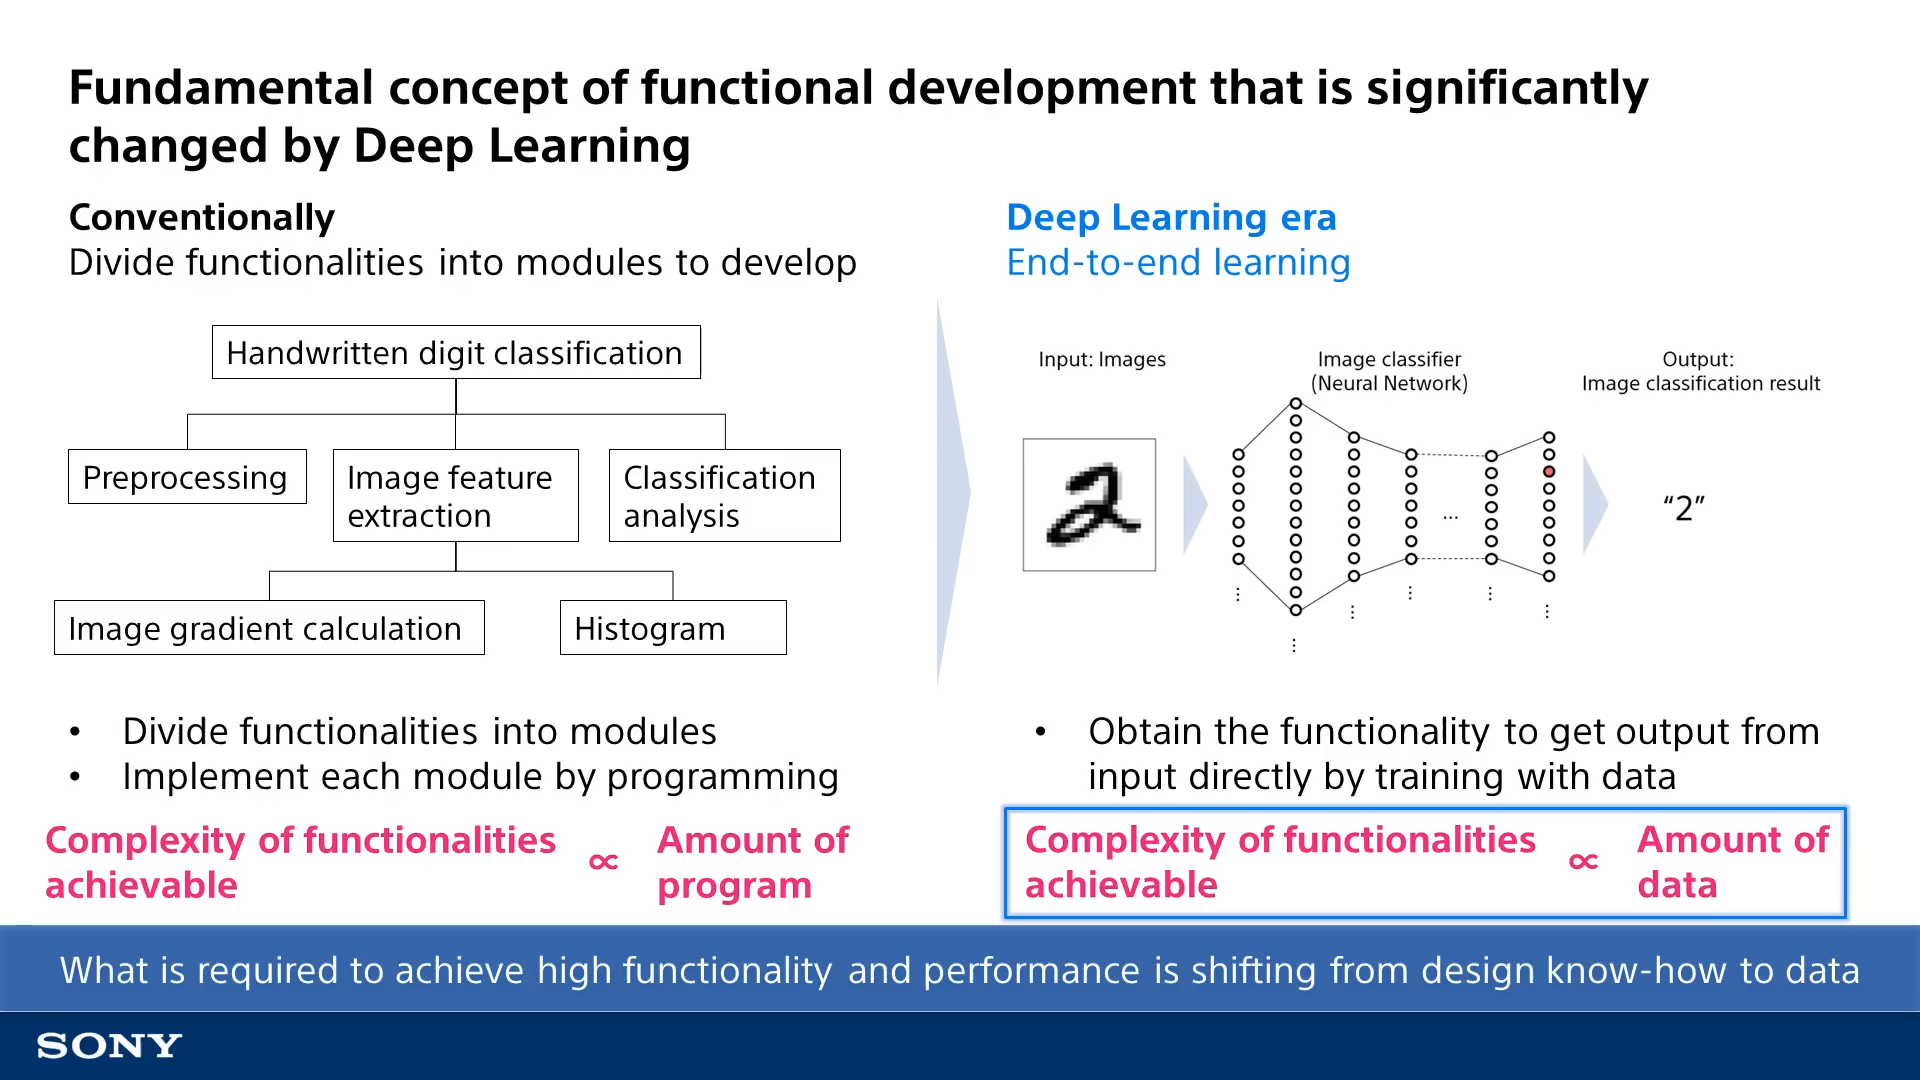 Fundamental concept of functional development that is significantly
changed by Deep Learning
Conventionally
Divide functionalities into modules to develop
Handwritten digit classification
Preprocessing
Image feature
extraction
Classification
analysis
Image gradient calculation
Histogram
• Divide functionalities into modules
• Implement each module by programming
Complexity of functionalities
achievable
∝
Amount of
program
Deep Learning era
End-to-end learning
Input: Images
Image classifier
(Neural Network)
Output:
Image classification result
2
...
“2”
• Obtain the functionality to get output from
input directly by training with data
Complexity of functionalities
achievable
∝
Amount of
data
What is required to achieve high functionality and performance is shifting from design know-how to data
SONY